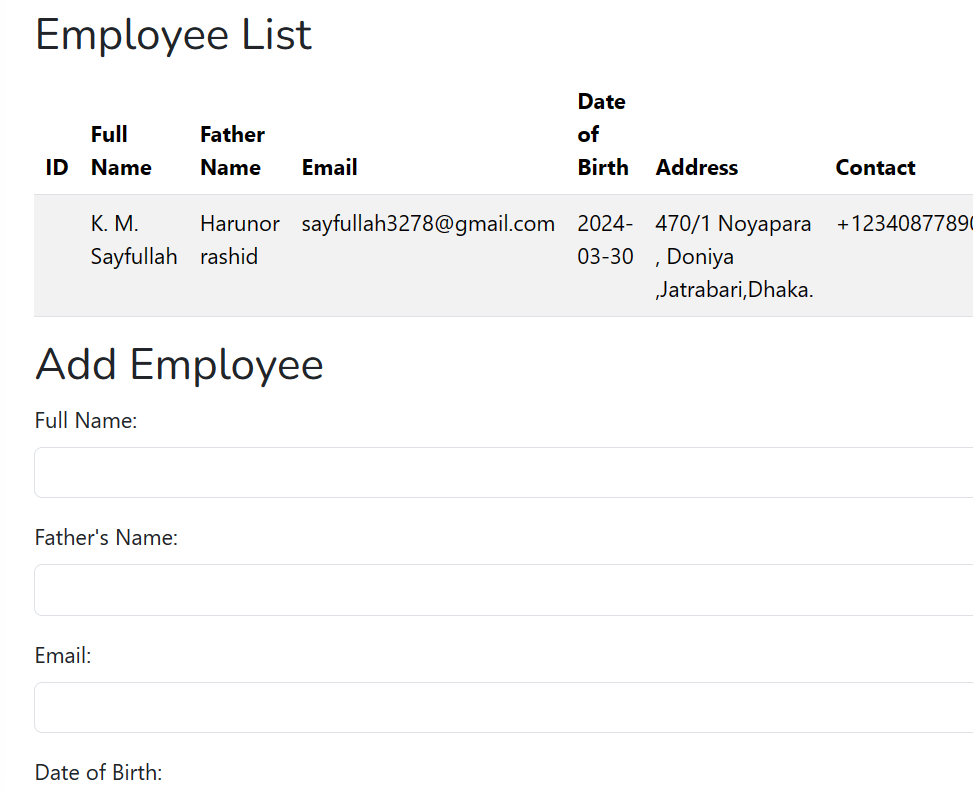 Employee List
ID Full Name Father Name Email Date of Birth Address Contact
K. M. Sayfullah Harunor rashid sayfullah3278@gmail.com 2024-03-30 470/1 Noyapara , Doniya ,Jatrabari,Dhaka. +12340877890
Add Employee
Full Name:
Father's Name:
Email:
Date of Birth: